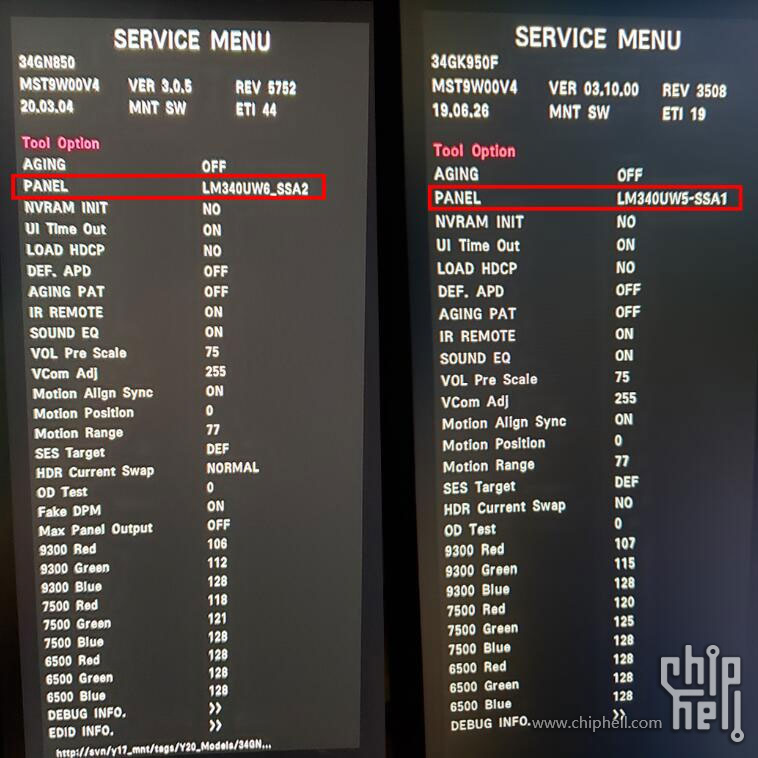 SERVICE MENU
34GN850
MST9W00V4 VER 3.0.5 REV 5752
20.03.04 MNT SW ETI 44
Tool Option
AGING OFF
PANEL LM340UW6_SSA2
NVRAM INIT NO
UI Time Out ON
LOAD HDCP NO
DEF. APD OFF
AGING PAT OFF
IR REMOTE ON
SOUND EQ ON
VOL Pre Scale 75
VCom Adj 255
Motion Align Sync ON
Motion Position 0
Motion Range 77
SES Target DEF
HDR Current Swap NORMAL
OD Test 0
Fake DPM ON
Max Panel Output OFF
9300 Red 106
9300 Green 112
9300 Blue 128
7500 Red 118
7500 Green 121
7500 Blue 128
6500 Red 128
6500 Green 128
6500 Blue 128
DEBUG INFO. >>
EDID INFO. >>
http://svn/y17_mnt/tags/Y20_Models/34GN...
SERVICE MENU
34GK950F
MST9W00V4 VER 03.10.00 REV 3508
19.06.26 MNT SW ETI 19
Tool Option
AGING OFF
PANEL LM340UW5-SSA1
NVRAM INIT NO
UI Time Out ON
LOAD HDCP NO
DEF. APD OFF
AGING PAT OFF
IR REMOTE ON
SOUND EQ ON
VOL Pre Scale 75
VCom Adj 255
Motion Align Sync ON
Motion Position 0
Motion Range 77
SES Target DEF
HDR Current Swap NO
OD Test 0
9300 Red 107
9300 Green 115
9300 Blue 128
7500 Red 120
7500 Green 125
7500 Blue 128
6500 Red 128
6500 Green 128
6500 Blue 128
DEBUG INFO. >>
www.chiphell.com
chip hell